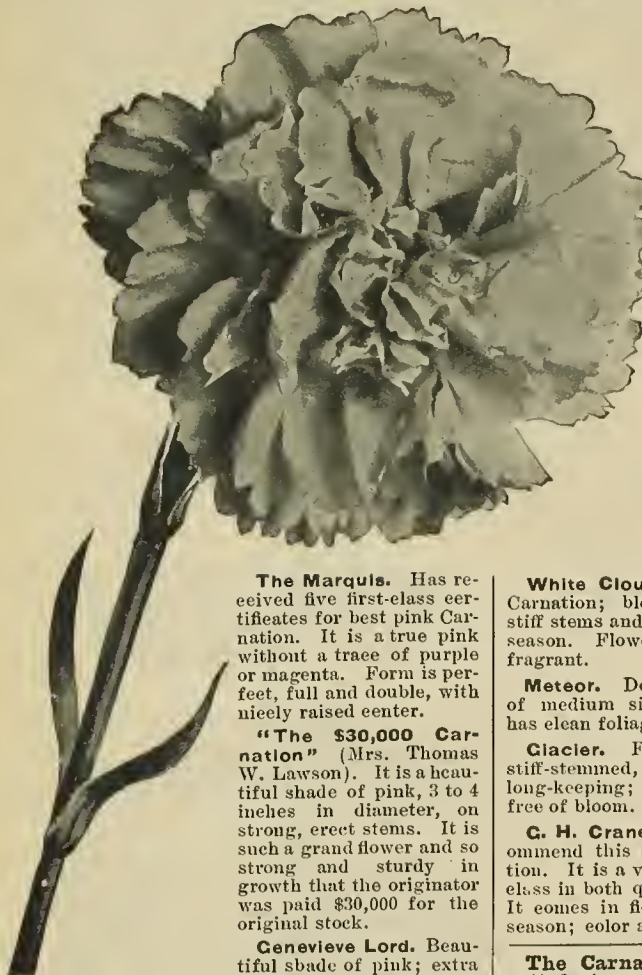 The Marquis. Has re-
ceived five first-class cer-
tificates for best pink Car-
nation. It is a true pink
without a trace of purple
or magenta. Form is per-
fect, full and double, with
nicely raised center.
"The $30,000 Car-
nation" (Mrs. Thomas
W. Lawson). It is a beau-
tiful shade of pink, 3 to 4
inches in diameter, on
strong, erect stems. It is
such a grand flower and so
strong and sturdy in
growth that the originator
was paid $30,000 for the
original stock.
Genevieve Lord. Beau-
tiful shade of pink; extra
White Clou
Carnation; bl
stiff stems and
season. Flow
fragrant.
Meteor. D
of medium si
has clean folia
Glacier. F
stiff-stemmed,
long-keeping;
free of bloom.
G. H. Cran
ommend this
tion. It is a v
class in both q
It comes in fi
season; color a
The Carna